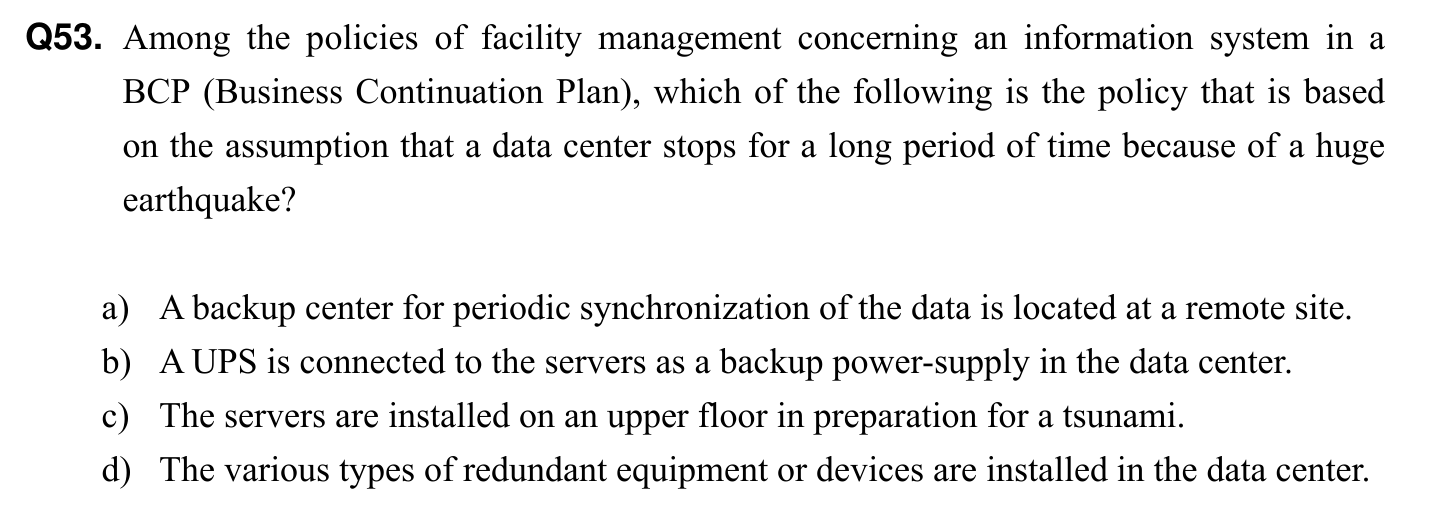 Q53. Among the policies of facility management concerning an information system in a
BCP (Business Continuation Plan), which of the following is the policy that is based
on the assumption that a data center stops for a long period of time because of a huge
earthquake?
a) A backup center for periodic synchronization of the data is located at a remote site.
b) A UPS is connected to the servers as a backup power-supply in the data center.
c) The servers are installed on an upper floor in preparation for a tsunami.
d) The various types of redundant equipment or devices are installed in the data center.